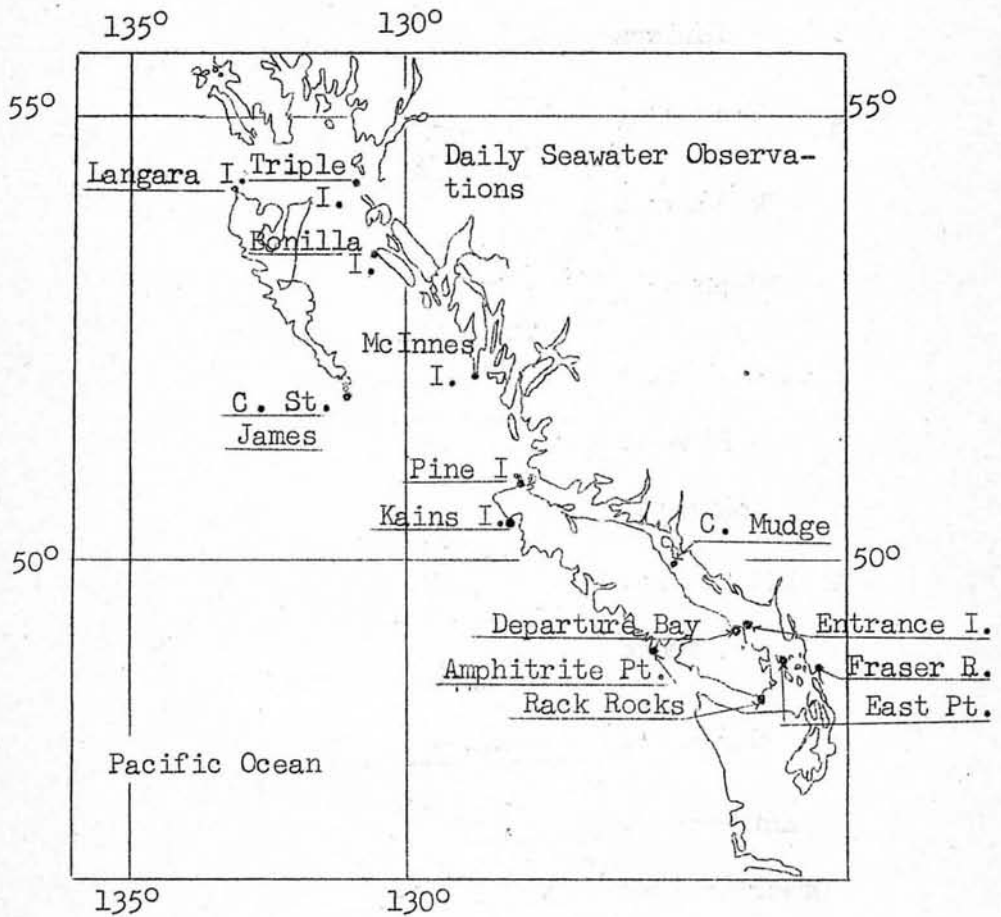 135° 130°
55° 55°
Daily Seawater Observa-
tions
Langara I. Triple
I.
Bonilla
I.
McInnes
I.
C. St.
James
Pine I
Kains I.
C. Mudge
50° 50°
Departure Bay Entrance I.
Amphitrite Pt. Fraser R.
Rack Rocks East Pt.
Pacific Ocean
135° 130°